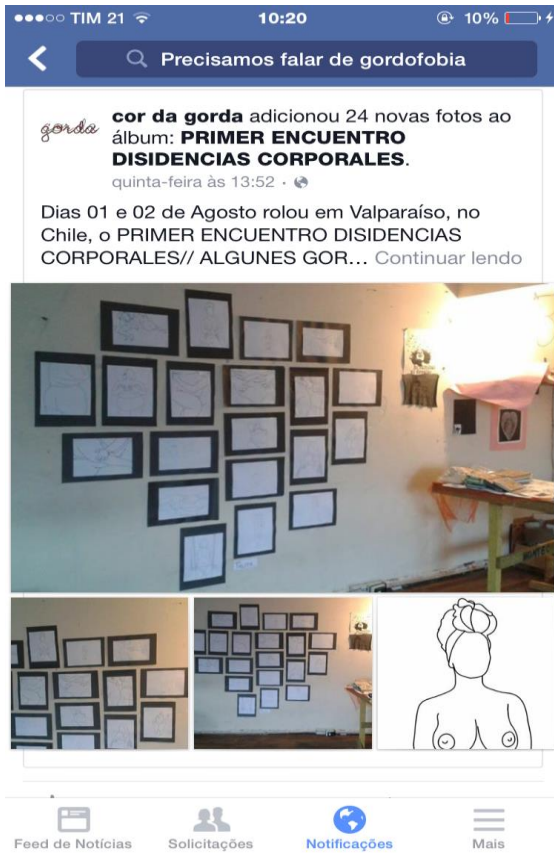 TIM 21 10:20 10%
Precisamos falar de gordofobia
gorda
cor da gorda adicionou 24 novas fotos ao
álbum: PRIMER ENCUENTRO
DISIDENCIAS CORPORALES.
quinta-feira às 13:52 ·
Dias 01 e 02 de Agosto rolou em Valparaíso, no
Chile, o PRIMER ENCUENTRO DISIDENCIAS
CORPORALES// ALGUNES GOR... Continuar lendo
Feed de Notícias Solicitações Notificações Mais